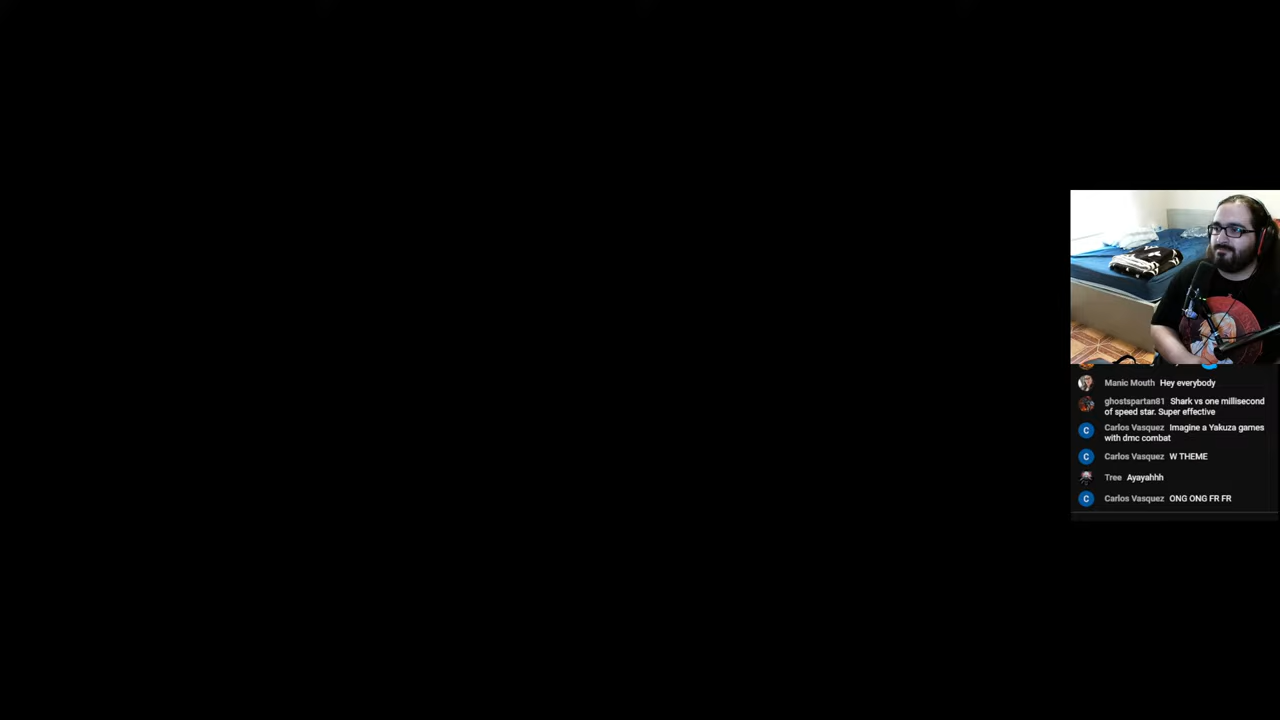 Manic Mouth Hey everybody
ghostspartan81 Shark vs one millisecond
of speed star. Super effective
Carlos Vasquez Imagine a Yakuza games
with dmc combat
C
Carlos Vasquez W THEME
C
Tree Ayayahhh
Carlos Vasquez ONG ONG FR FR
C